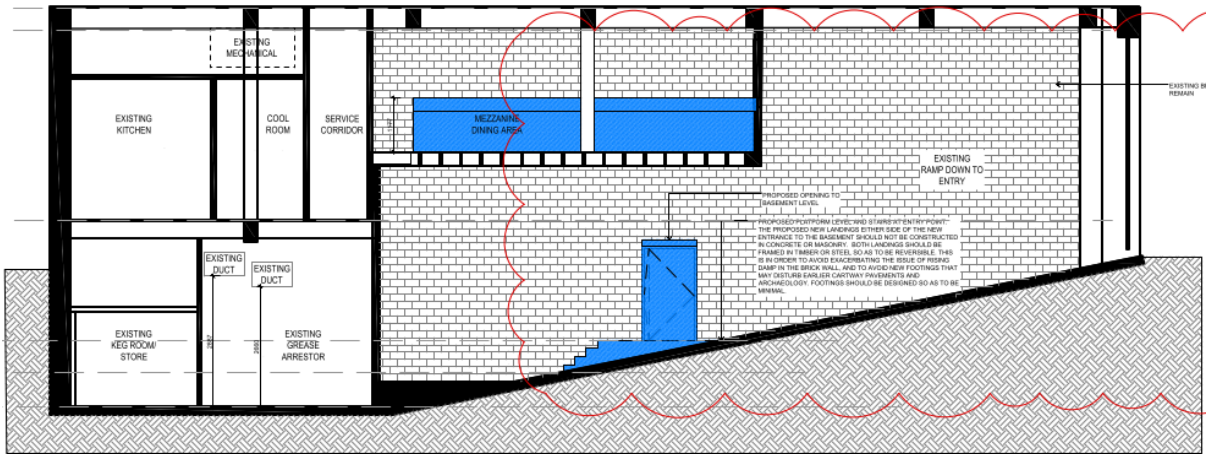 EXISTING
MECHANICAL
EXISTING
KITCHEN
COOL
ROOM
SERVICE
CORRIDOR
MEZZANINE
DINING AREA
EXISTING
REMAIN
EXISTING
RAMP DOWN TO
ENTRY
PROPOSED OPENING TO
BASEMENT LEVEL
PROPOSED PLATFORM LEVEL AND STAIRS AT ENTRY POINT.
THE PROPOSED NEW LANDINGS EITHER SIDE OF THE NEW
ENTRANCE TO THE BASEMENT SHOULD NOT BE CONSTRUCTED
IN CONCRETE OR MASONRY. BOTH LANDINGS SHOULD BE
FRAMED IN TIMBER OR STEEL SO AS TO BE REVERSIBLE. THIS
IS IN ORDER TO AVOID EXACERBATING THE ISSUE OF RISING
DAMP IN THE BRICK WALL, AND TO AVOID NEW FOOTINGS THAT
MAY DISTURB EARLIER CARTWAY PAVEMENTS AND
ARCHAEOLOGY. FOOTINGS SHOULD BE DESIGNED SO AS TO BE
MINIMAL.
EXISTING
DUCT
EXISTING
DUCT
EXISTING
KEG ROOM/
STORE
EXISTING
GREASE
ARRESTOR